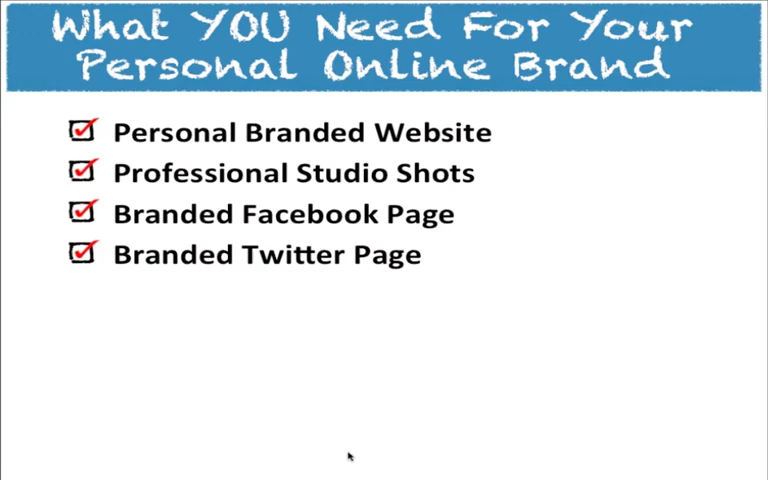 What YOU Need For Your
Personal Online Brand
Personal Branded Website
Professional Studio Shots
Branded Facebook Page
Branded Twitter Page